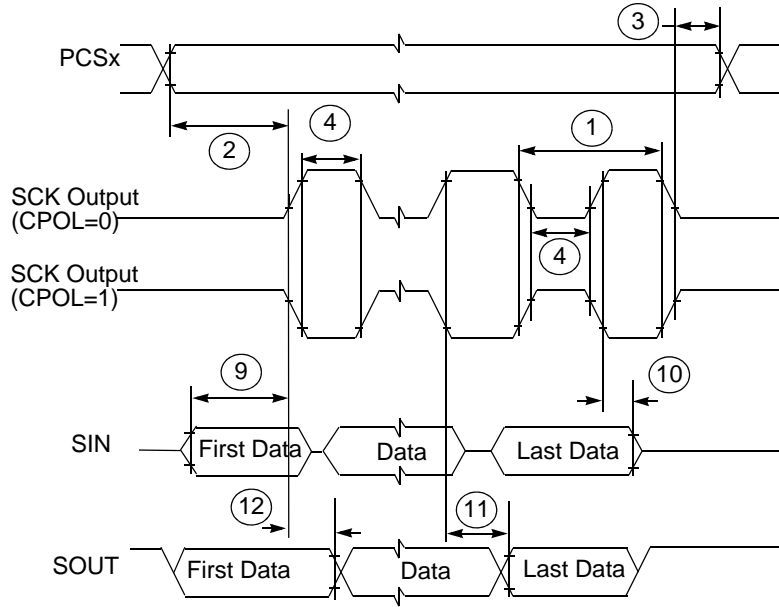 3
PCSx
2
4
1
SCK Output
(CPOL=0)
4
SCK Output
(CPOL=1)
9
10
SIN
First Data
Data
Last Data
12
11
SOUT
First Data
Data
Last Data